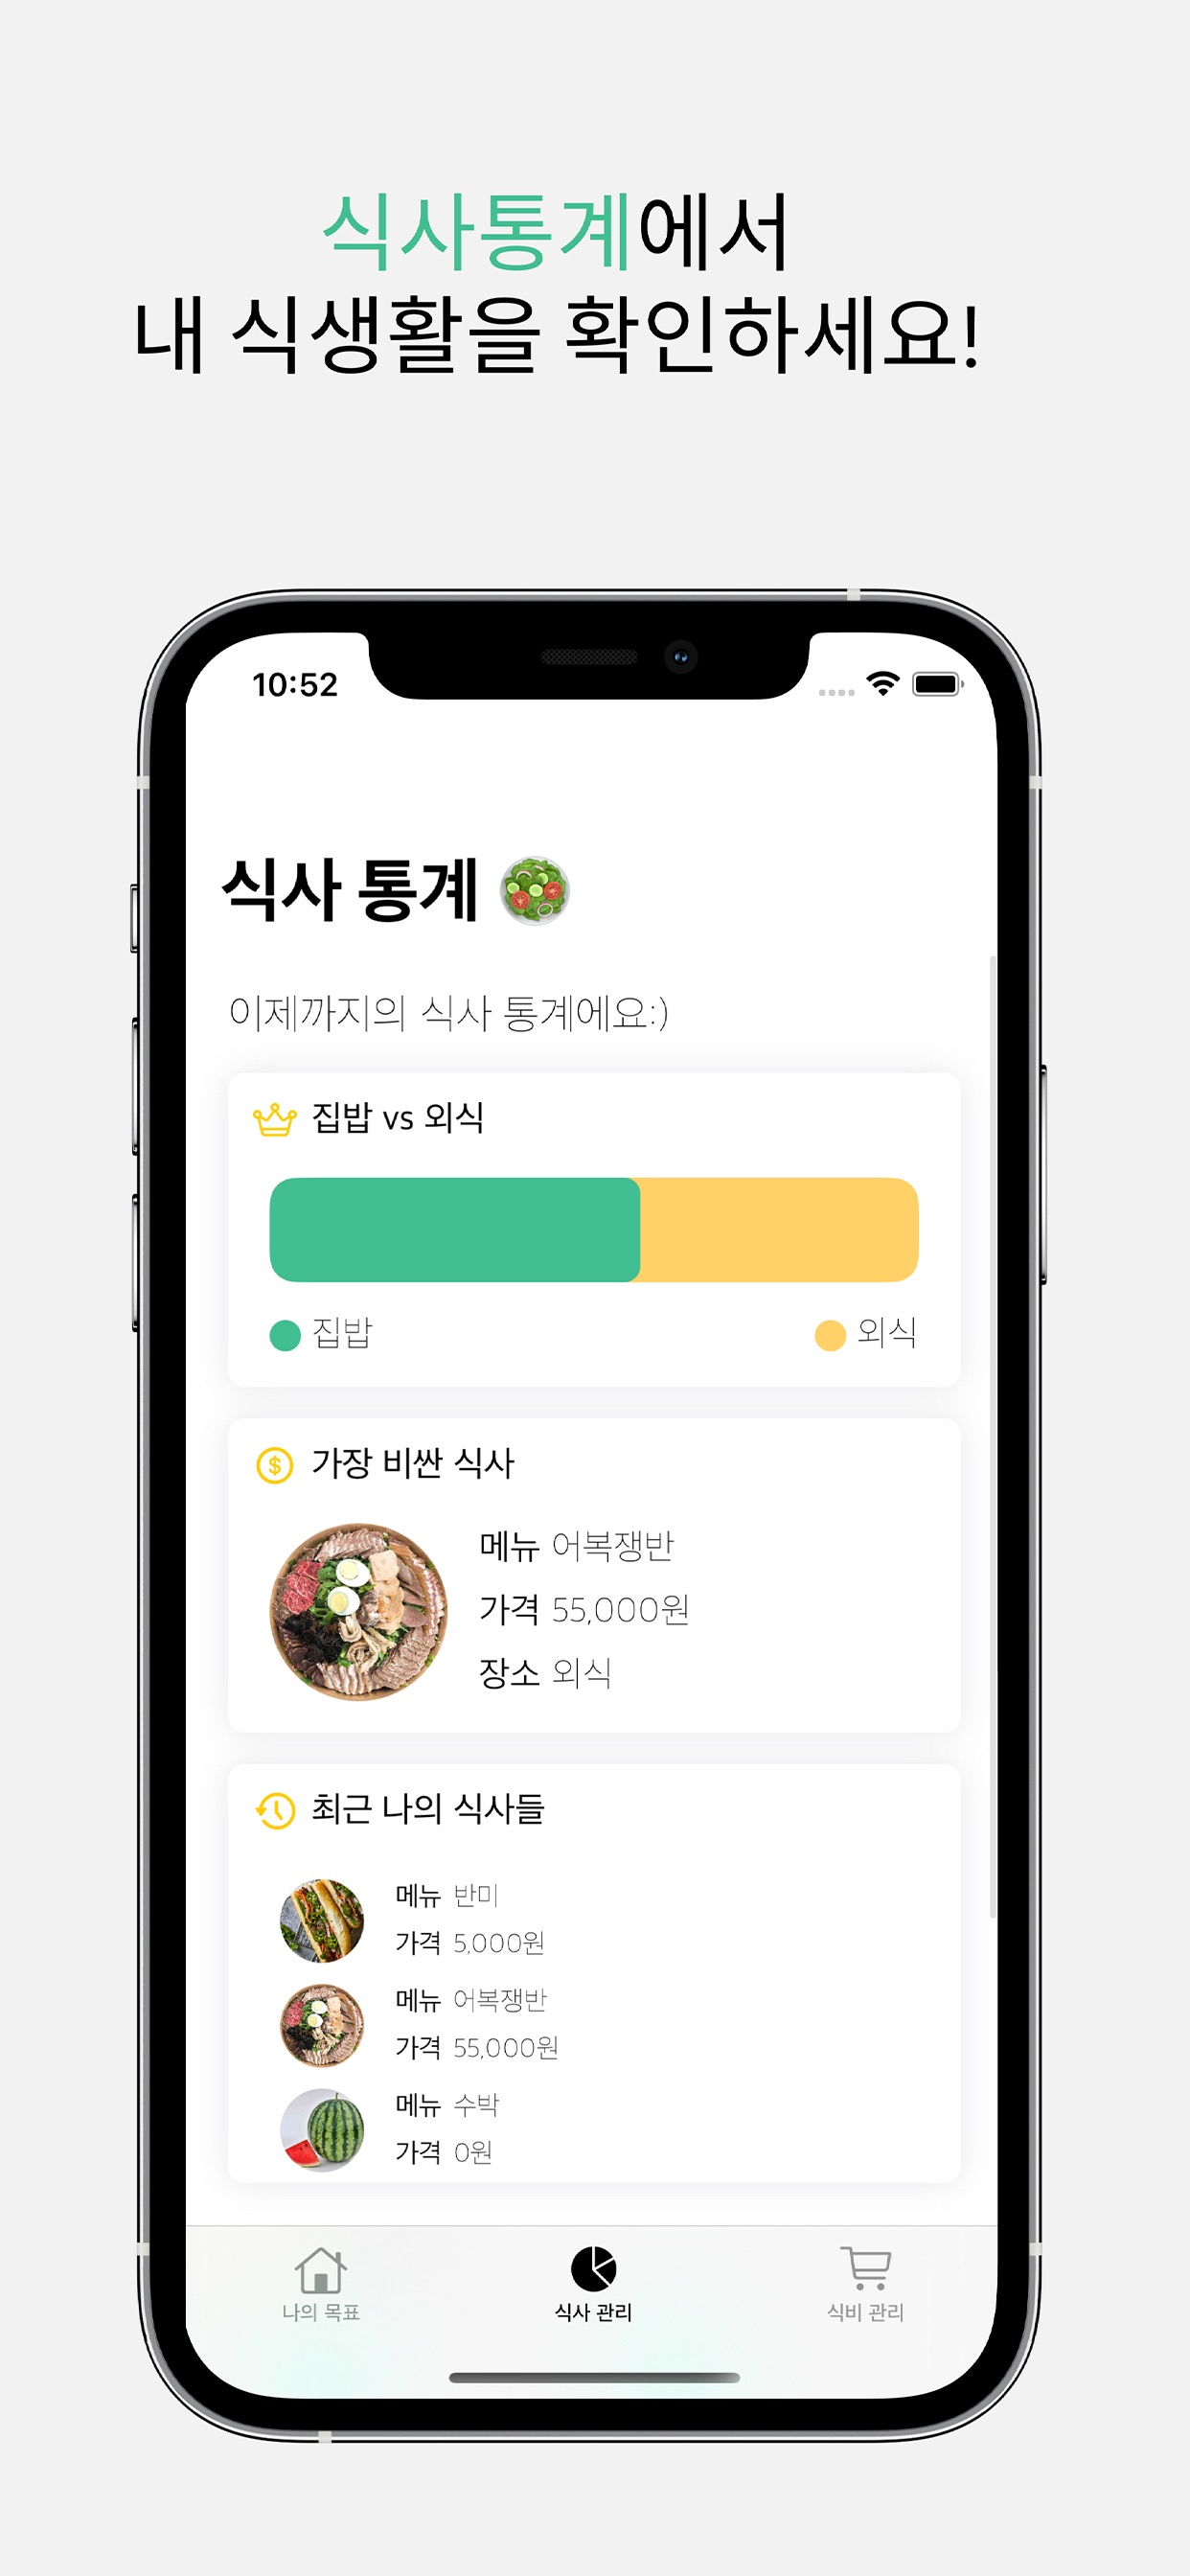 식사통계에서
내 식생활을 확인하세요!
10:52
식사 통계
이제까지의 식사 통계에요:)
집밥 vs 외식
집밥
외식
가장 비싼 식사
메뉴 어복쟁반
가격 55,000원
장소 외식
최근 나의 식사들
메뉴 반미
가격 5,000원
메뉴 어복쟁반
가격 55,000원
메뉴 수박
가격 0원
나의 목표
식사 관리
식비 관리